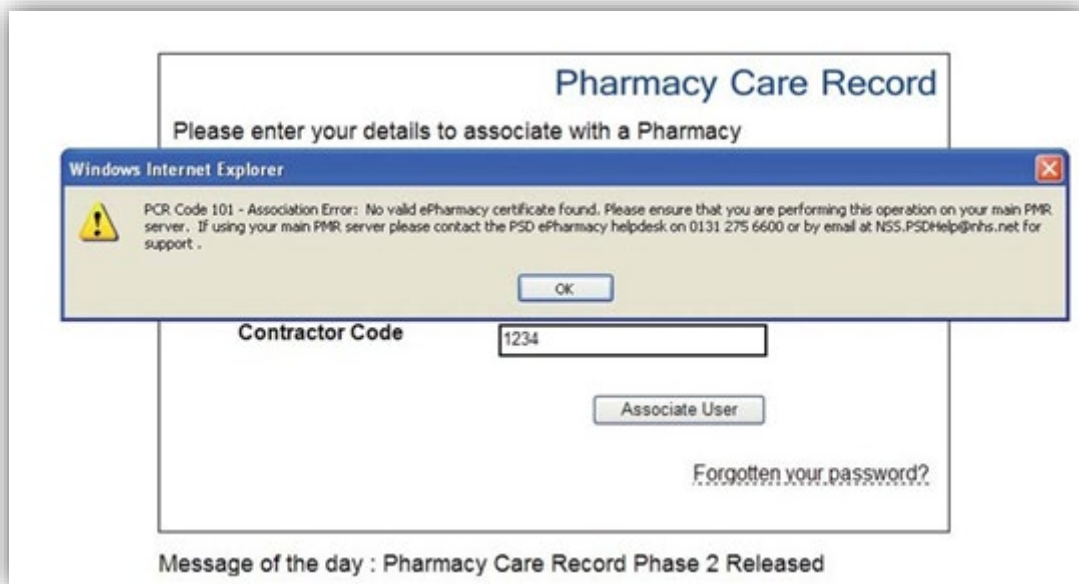 Pharmacy Care Record
Please enter your details to associate with a Pharmacy
Windows Internet Explorer
PCR Code 101 - Association Error: No valid ePharmacy certificate found. Please ensure that you are performing this operation on your main PMR
server. If using your main PMR server please contact the PSD ePharmacy helpdesk on 0131 275 6600 or by email at NSS.PSDHelp@nhs.net for
support .
OK
Contractor Code 1234
Associate User
Forgotten your password?
Message of the day : Pharmacy Care Record Phase 2 Released